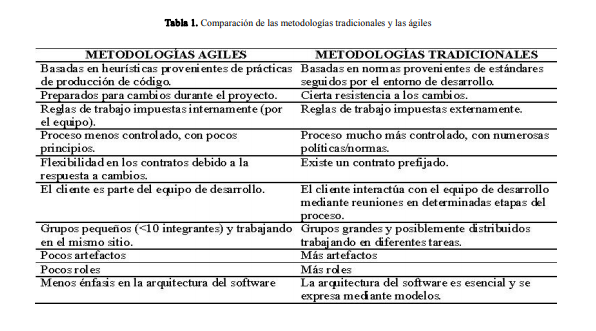 Tabla 1. Comparación de las metodologías tradicionales y las ágiles
METODOLOGÍAS AGILES METODOLOGÍAS TRADICIONALES
Basadas en heurísticas provenientes de prácticas de producción de código. Basadas en normas provenientes de estándares seguidos por el entorno de desarrollo.
Preparados para cambios durante el proyecto. Cierta resistencia a los cambios.
Reglas de trabajo impuestas internamente (por el equipo). Reglas de trabajo impuestas externamente.
Proceso menos controlado, con pocos principios. Proceso mucho más controlado, con numerosas políticas/normas.
Flexibilidad en los contratos debido a la respuesta a cambios. Existe un contrato prefijado.
El cliente es parte del equipo de desarrollo. El cliente interactúa con el equipo de desarrollo mediante reuniones en determinadas etapas del proceso.
Grupos pequeños (<10 integrantes) y trabajando en el mismo sitio. Grupos grandes y posiblemente distribuidos trabajando en diferentes tareas.
Pocos artefactos Más artefactos
Pocos roles Más roles
Menos énfasis en la arquitectura del software La arquitectura del software es esencial y se expresa mediante modelos.